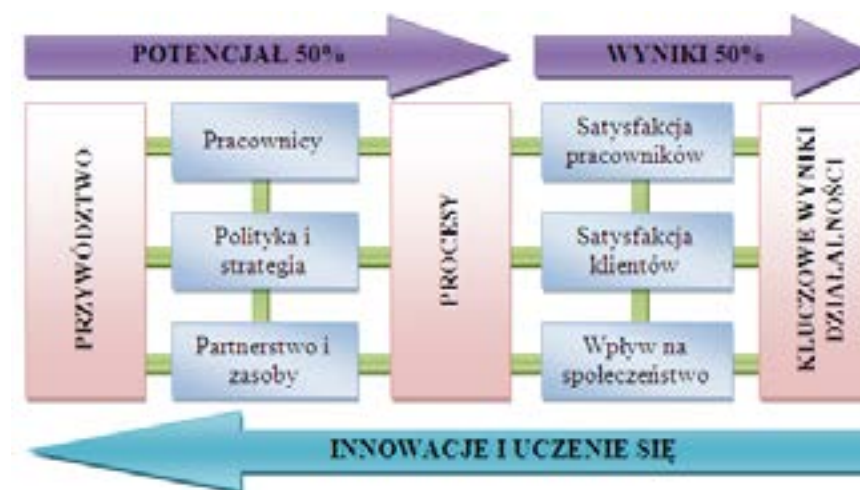 POTENCJAŁ 50%
WYNIKI 50%
PRZYWÓDZTWO
Pracownicy
Polityka i
strategia
Partnerstwo i
zasoby
PROCESY
Satysfakcja
pracowników
Satysfakcja
klientów
Wpływ na
społeczeństwo
KLUCZOWE WYNIKI
DZIAŁALNOŚCI
INNOWACJE I UCZENIE SIĘ